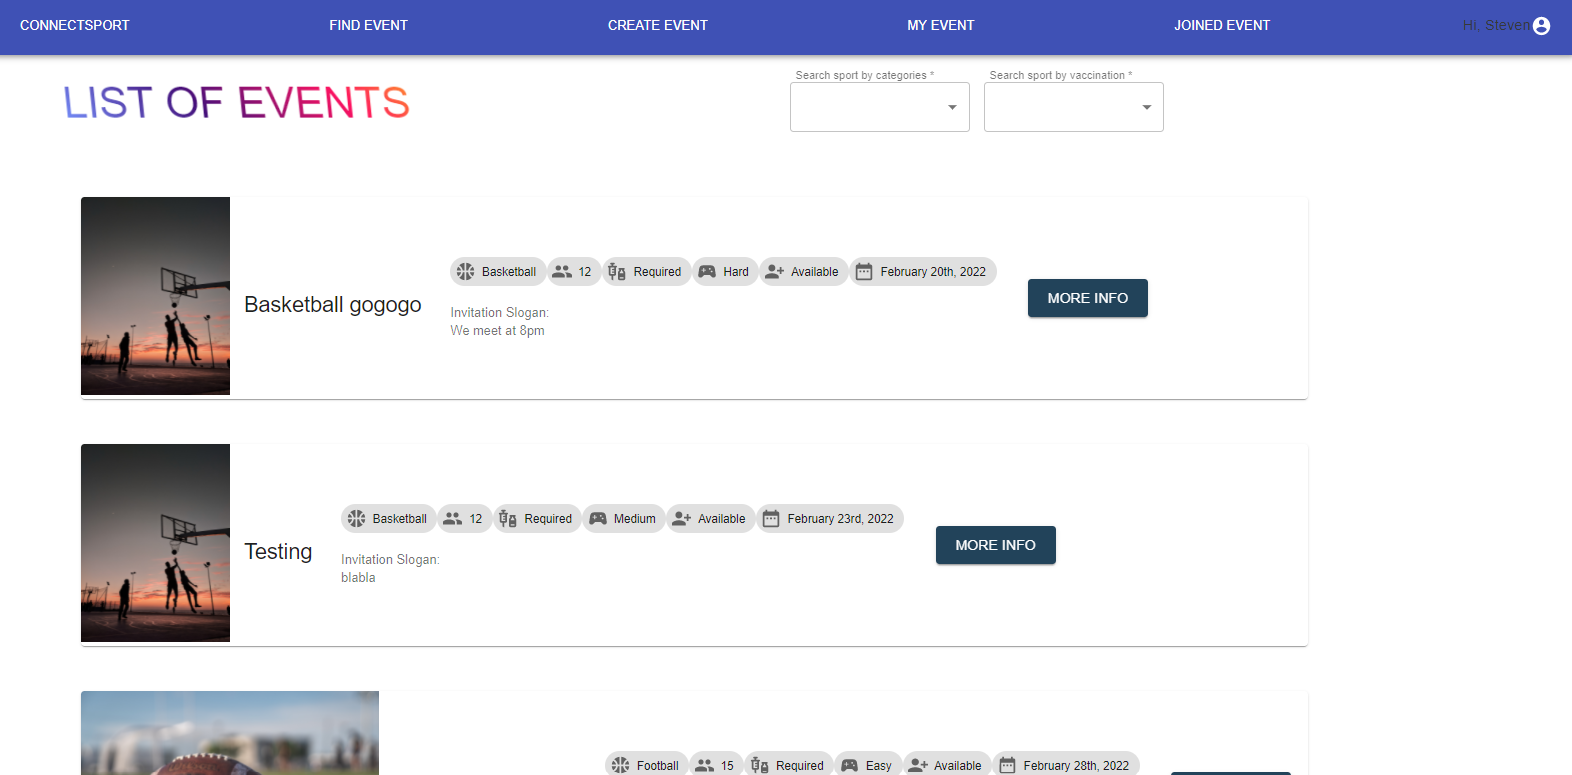 CONNECTSPORT FIND EVENT CREATE EVENT MY EVENT JOINED EVENT Hi, Steven
Search sport by categories * Search sport by vaccination *
LIST OF EVENTS
Basketball 12 Required Hard Available February 20th, 2022
MORE INFO
Basketball gogogo
Invitation Slogan:
We meet at 8pm
Basketball 12 Required Medium Available February 23rd, 2022
MORE INFO
Testing
Invitation Slogan:
blabla
Football 15 Required Easy Available February 28th, 2022